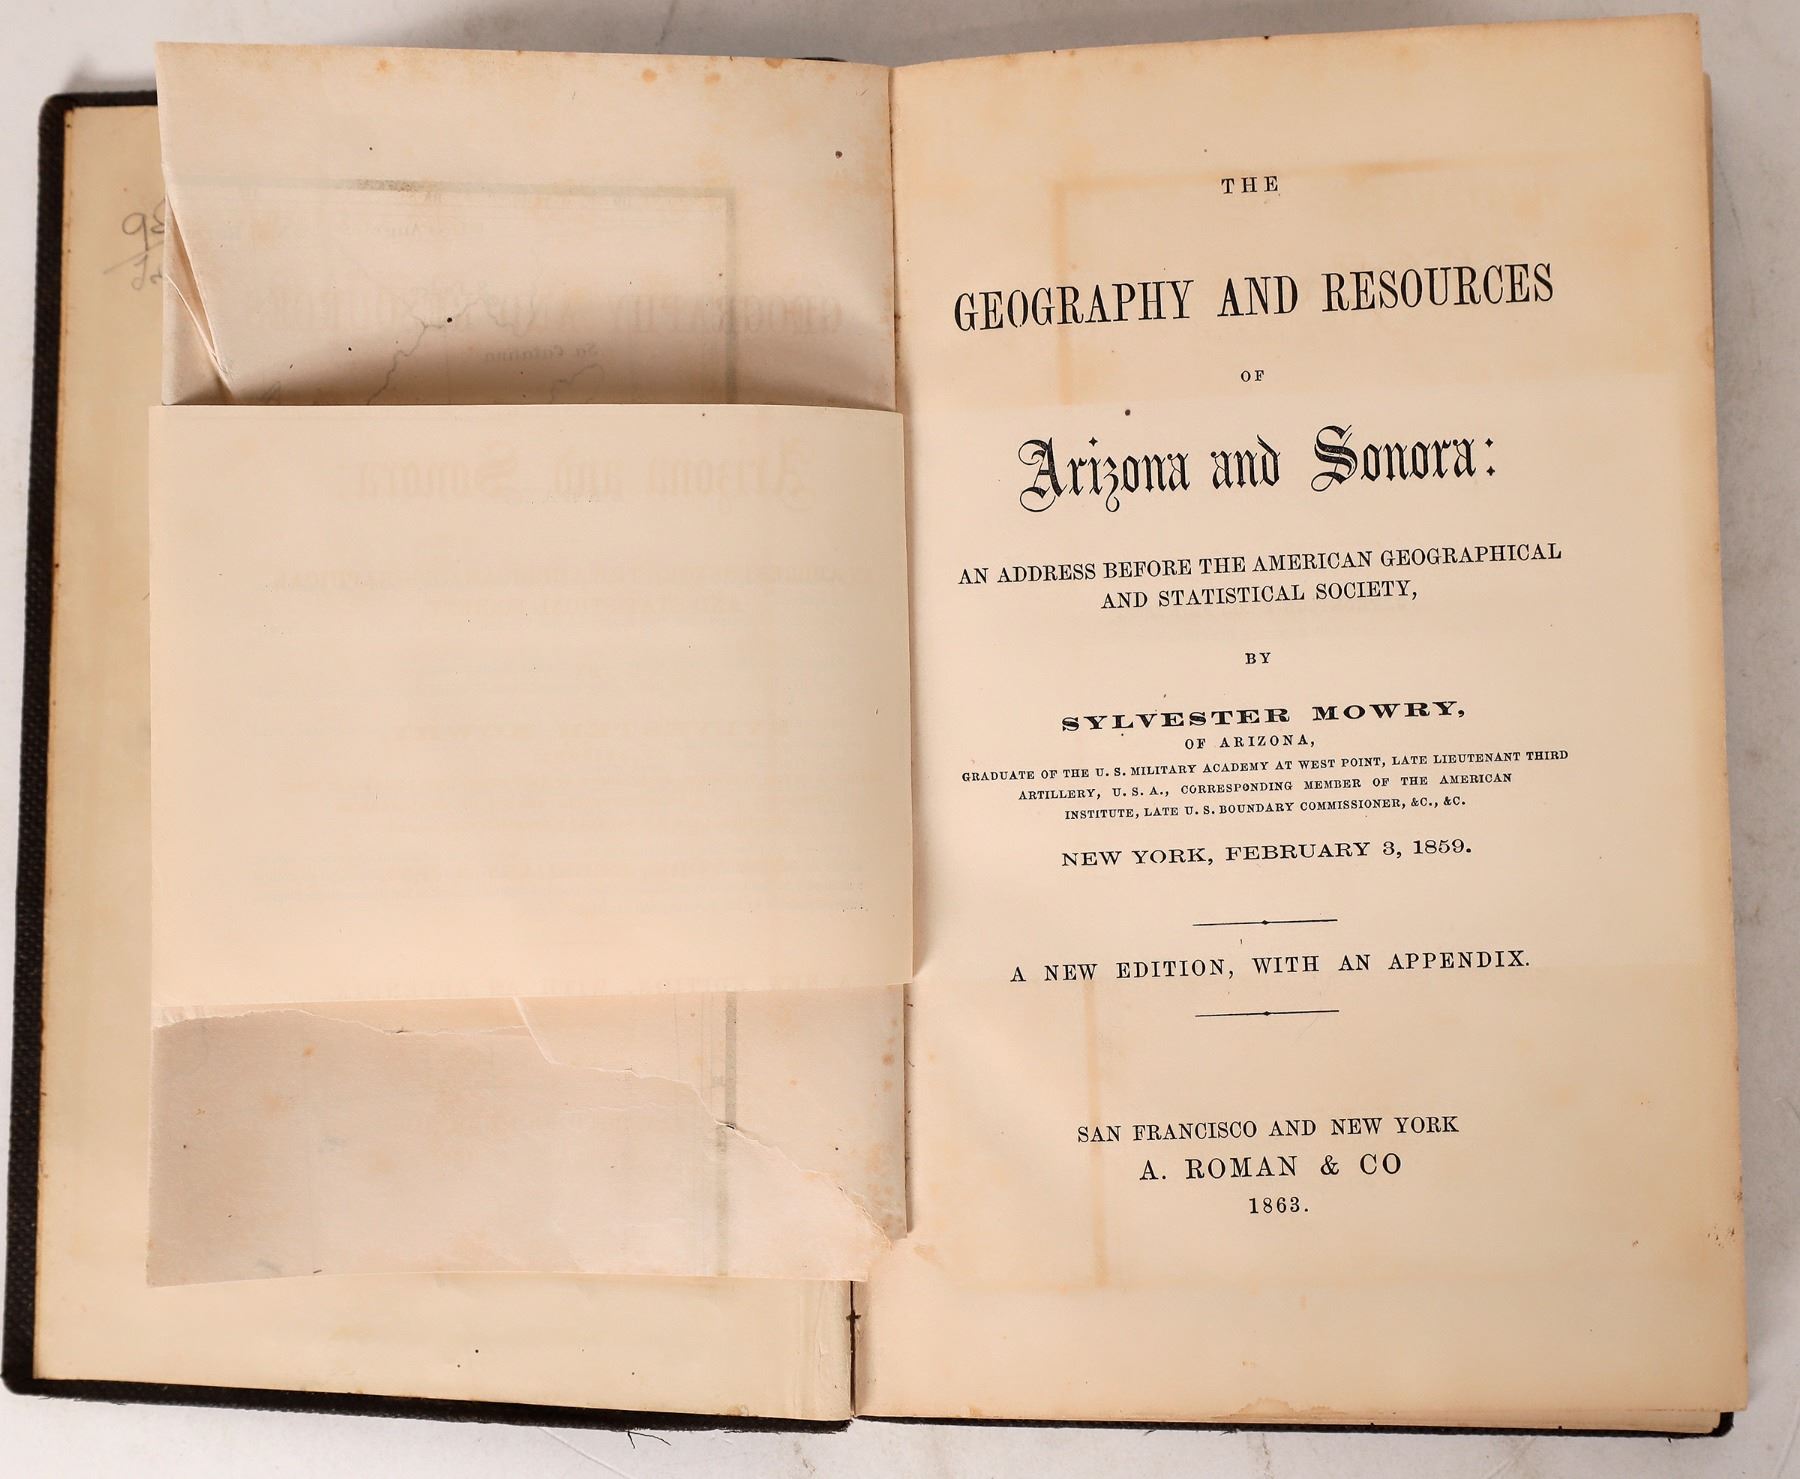 THE
GEOGRAPHY AND RESOURCES
OF
Arizona and Sonora:
AN ADDRESS BEFORE THE AMERICAN GEOGRAPHICAL
AND STATISTICAL SOCIETY,
BY
SYLVESTER MOWRY,
OF ARIZONA,
GRADUATE OF THE U. S. MILITARY ACADEMY AT WEST POINT, LATE LIEUTENANT THIRD
ARTILLERY, U. S. A., CORRESPONDING MEMBER OF THE AMERICAN
INSTITUTE, LATE U. S. BOUNDARY COMMISSIONER, &C., &C.
NEW YORK, FEBRUARY 3, 1859.
A NEW EDITION, WITH AN APPENDIX.
SAN FRANCISCO AND NEW YORK
A. ROMAN & CO
1863.